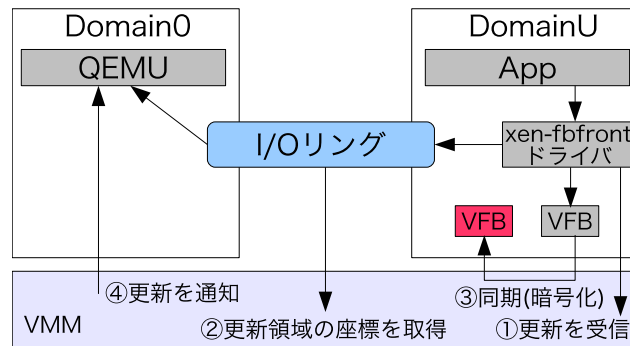 Domain0
DomainU
QEMU
App
I/Oリング
xen-fbfront
ドライバ
VFB
VFB
④更新を通知
③同期(暗号化)
VMM
②更新領域の座標を取得
①更新を受信